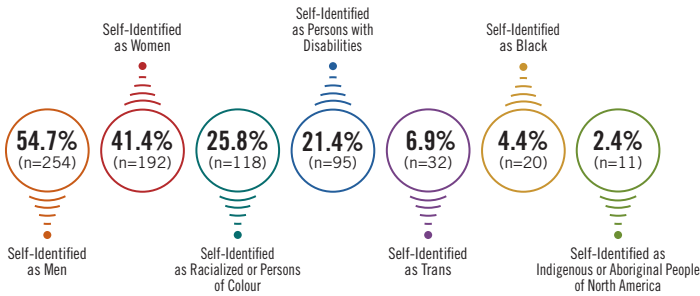 Self-Identified
as Women
Self-Identified
as Persons with
Disabilities
Self-Identified
as Black
54.7%
(n=254)
41.4%
(n=192)
25.8%
(n=118)
21.4%
(n=95)
6.9%
(n=32)
4.4%
(n=20)
2.4%
(n=11)
Self-Identified
as Men
Self-Identified
as Racialized or Persons
of Colour
Self-Identified
as Trans
Self-Identified as
Indigenous or Aboriginal People
of North America